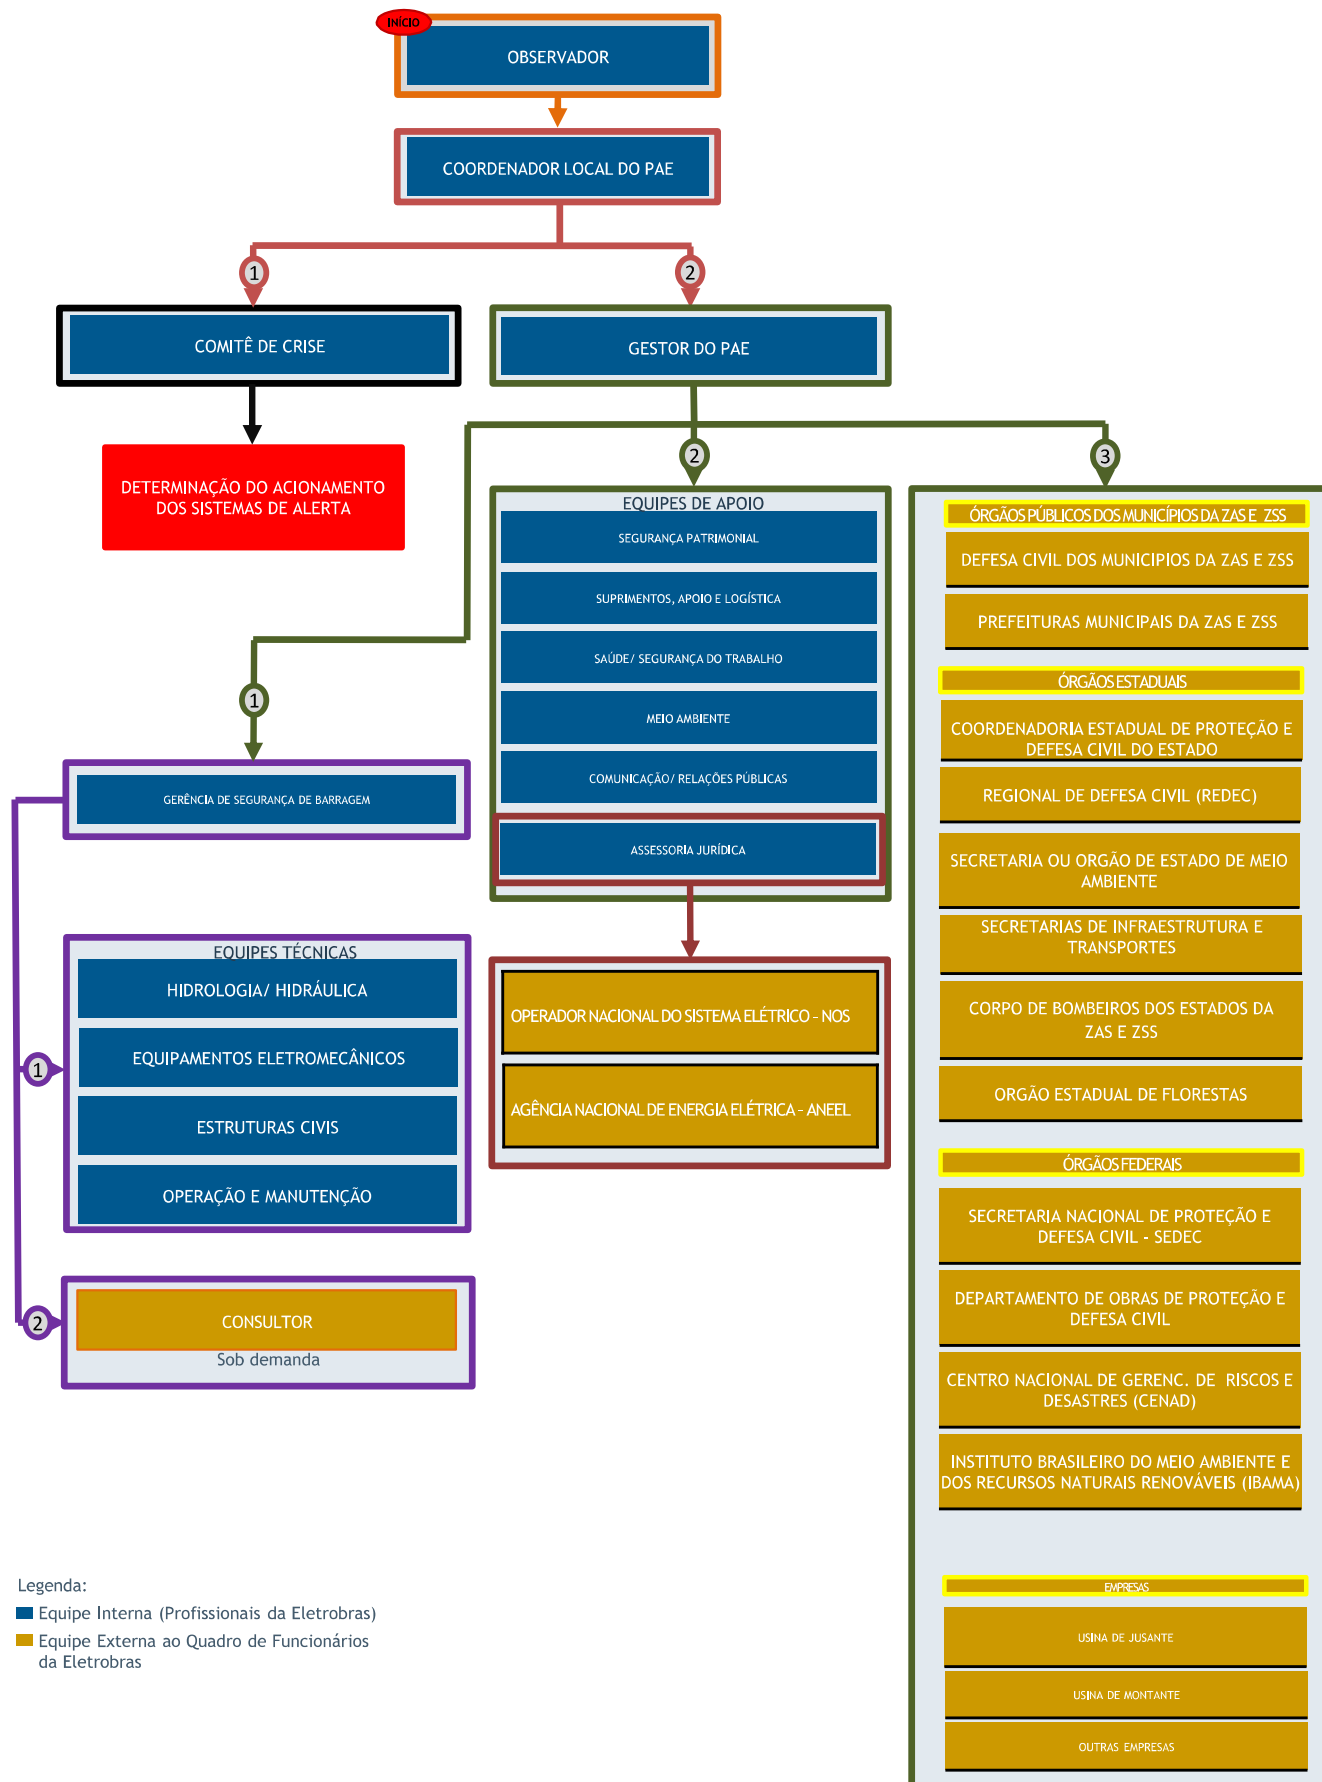 INÍCIO
OBSERVADOR
COORDENADOR LOCAL DO PAE
1
2
COMITÊ DE CRISE
GESTOR DO PAE
DETERMINAÇÃO DO ACIONAMENTO
DOS SISTEMAS DE ALERTA
2
3
EQUIPES DE APOIO
SEGURANÇA PATRIMONIAL
SUPRIMENTOS, APOIO E LOGÍSTICA
SAÚDE/ SEGURANÇA DO TRABALHO
MEIO AMBIENTE
COMUNICAÇÃO/ RELAÇÕES PÚBLICAS
ASSESSORIA JURÍDICA
1
GERÊNCIA DE SEGURANÇA DE BARRAGEM
EQUIPES TÉCNICAS
HIDROLOGIA/ HIDRÁULICA
EQUIPAMENTOS ELETROMECÂNICOS
ESTRUTURAS CIVIS
OPERAÇÃO E MANUTENÇÃO
1
CONSULTOR
Sob demanda
2
OPERADOR NACIONAL DO SISTEMA ELÉTRICO – NOS
AGÊNCIA NACIONAL DE ENERGIA ELÉTRICA – ANEEL
ÓRGÃOS PÚBLICOS DOS MUNICÍPIOS DA ZAS E ZSS
DEFESA CIVIL DOS MUNICIPIOS DA ZAS E ZSS
PREFEITURAS MUNICIPAIS DA ZAS E ZSS
ÓRGÃOS ESTADUAIS
COORDENADORIA ESTADUAL DE PROTEÇÃO E
DEFESA CIVIL DO ESTADO
REGIONAL DE DEFESA CIVIL (REDEC)
SECRETARIA OU ORGÃO DE ESTADO DE MEIO
AMBIENTE
SECRETARIAS DE INFRAESTRUTURA E
TRANSPORTES
CORPO DE BOMBEIROS DOS ESTADOS DA
ZAS E ZSS
ORGÃO ESTADUAL DE FLORESTAS
ÓRGÃOS FEDERAIS
SECRETARIA NACIONAL DE PROTEÇÃO E
DEFESA CIVIL - SEDEC
DEPARTAMENTO DE OBRAS DE PROTEÇÃO E
DEFESA CIVIL
CENTRO NACIONAL DE GERENC. DE RISCOS E
DESASTRES (CENAD)
INSTITUTO BRASILEIRO DO MEIO AMBIENTE E
DOS RECURSOS NATURAIS RENOVÁVEIS (IBAMA)
EMPRESAS
USINA DE JUSANTE
USINA DE MONTANTE
OUTRAS EMPRESAS
Legenda:
Equipe Interna (Profissionais da Eletrobras)
Equipe Externa ao Quadro de Funcionários
da Eletrobras